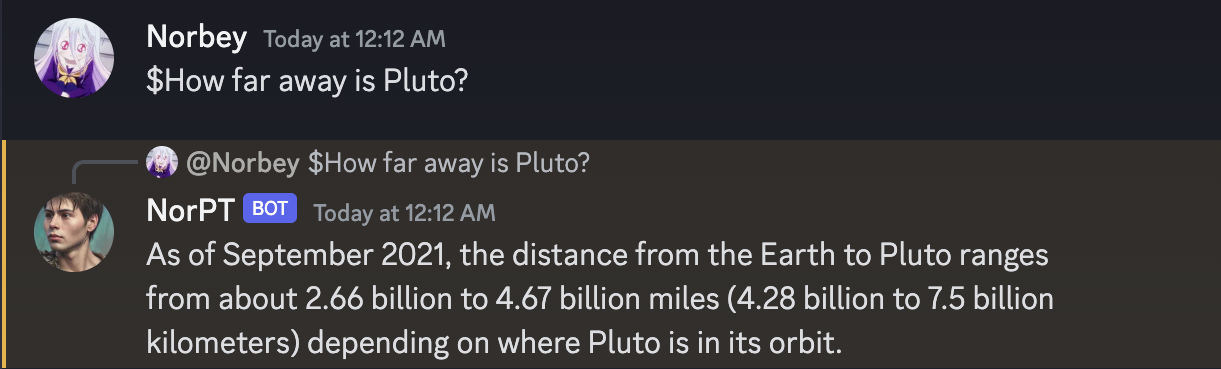 Norbey Today at 12:12 AM
$How far away is Pluto?
@Norbey $How far away is Pluto?
NorPT BOT Today at 12:12 AM
As of September 2021, the distance from the Earth to Pluto ranges
from about 2.66 billion to 4.67 billion miles (4.28 billion to 7.5 billion
kilometers) depending on where Pluto is in its orbit.